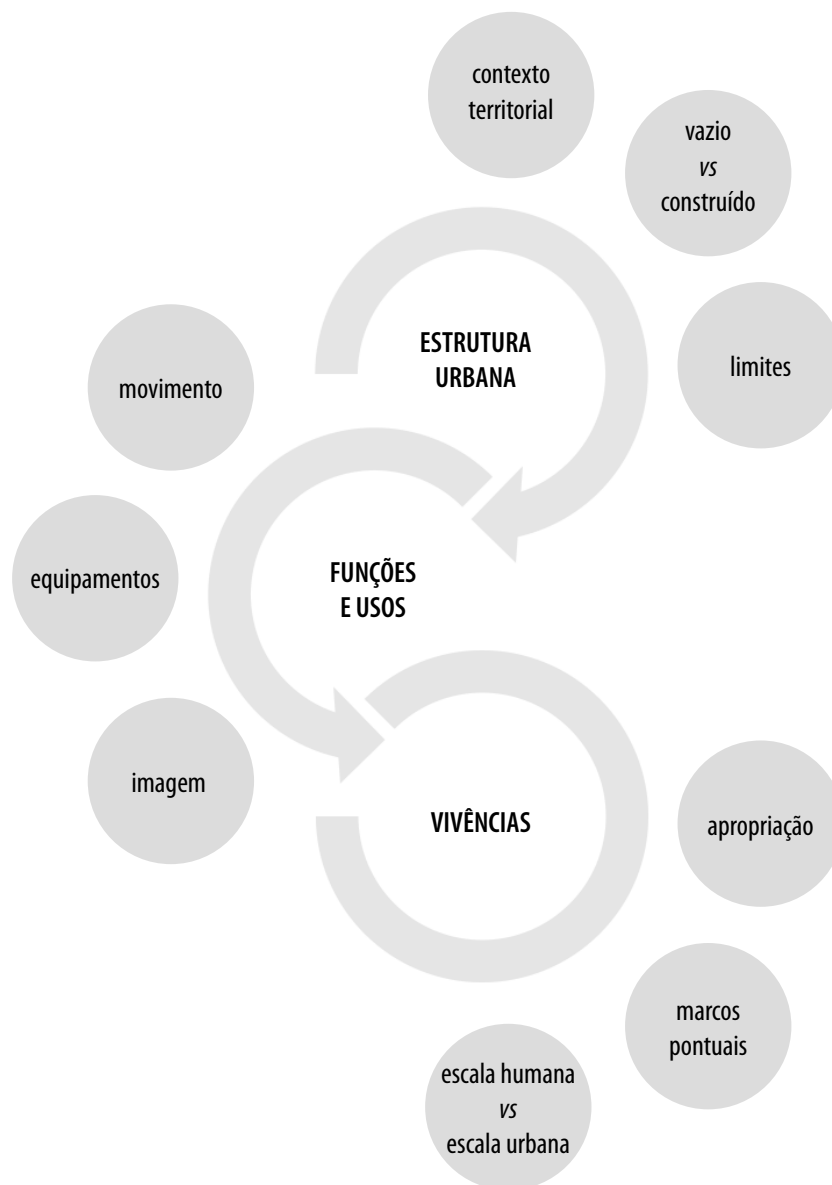 contexto
territorial
vazio
vs
construído
limites
ESTRUTURA
URBANA
movimento
equipamentos
imagem
FUNÇÕES
E USOS
VIVÊNCIAS
apropriação
marcos
pontuais
escala humana
vs
escala urbana